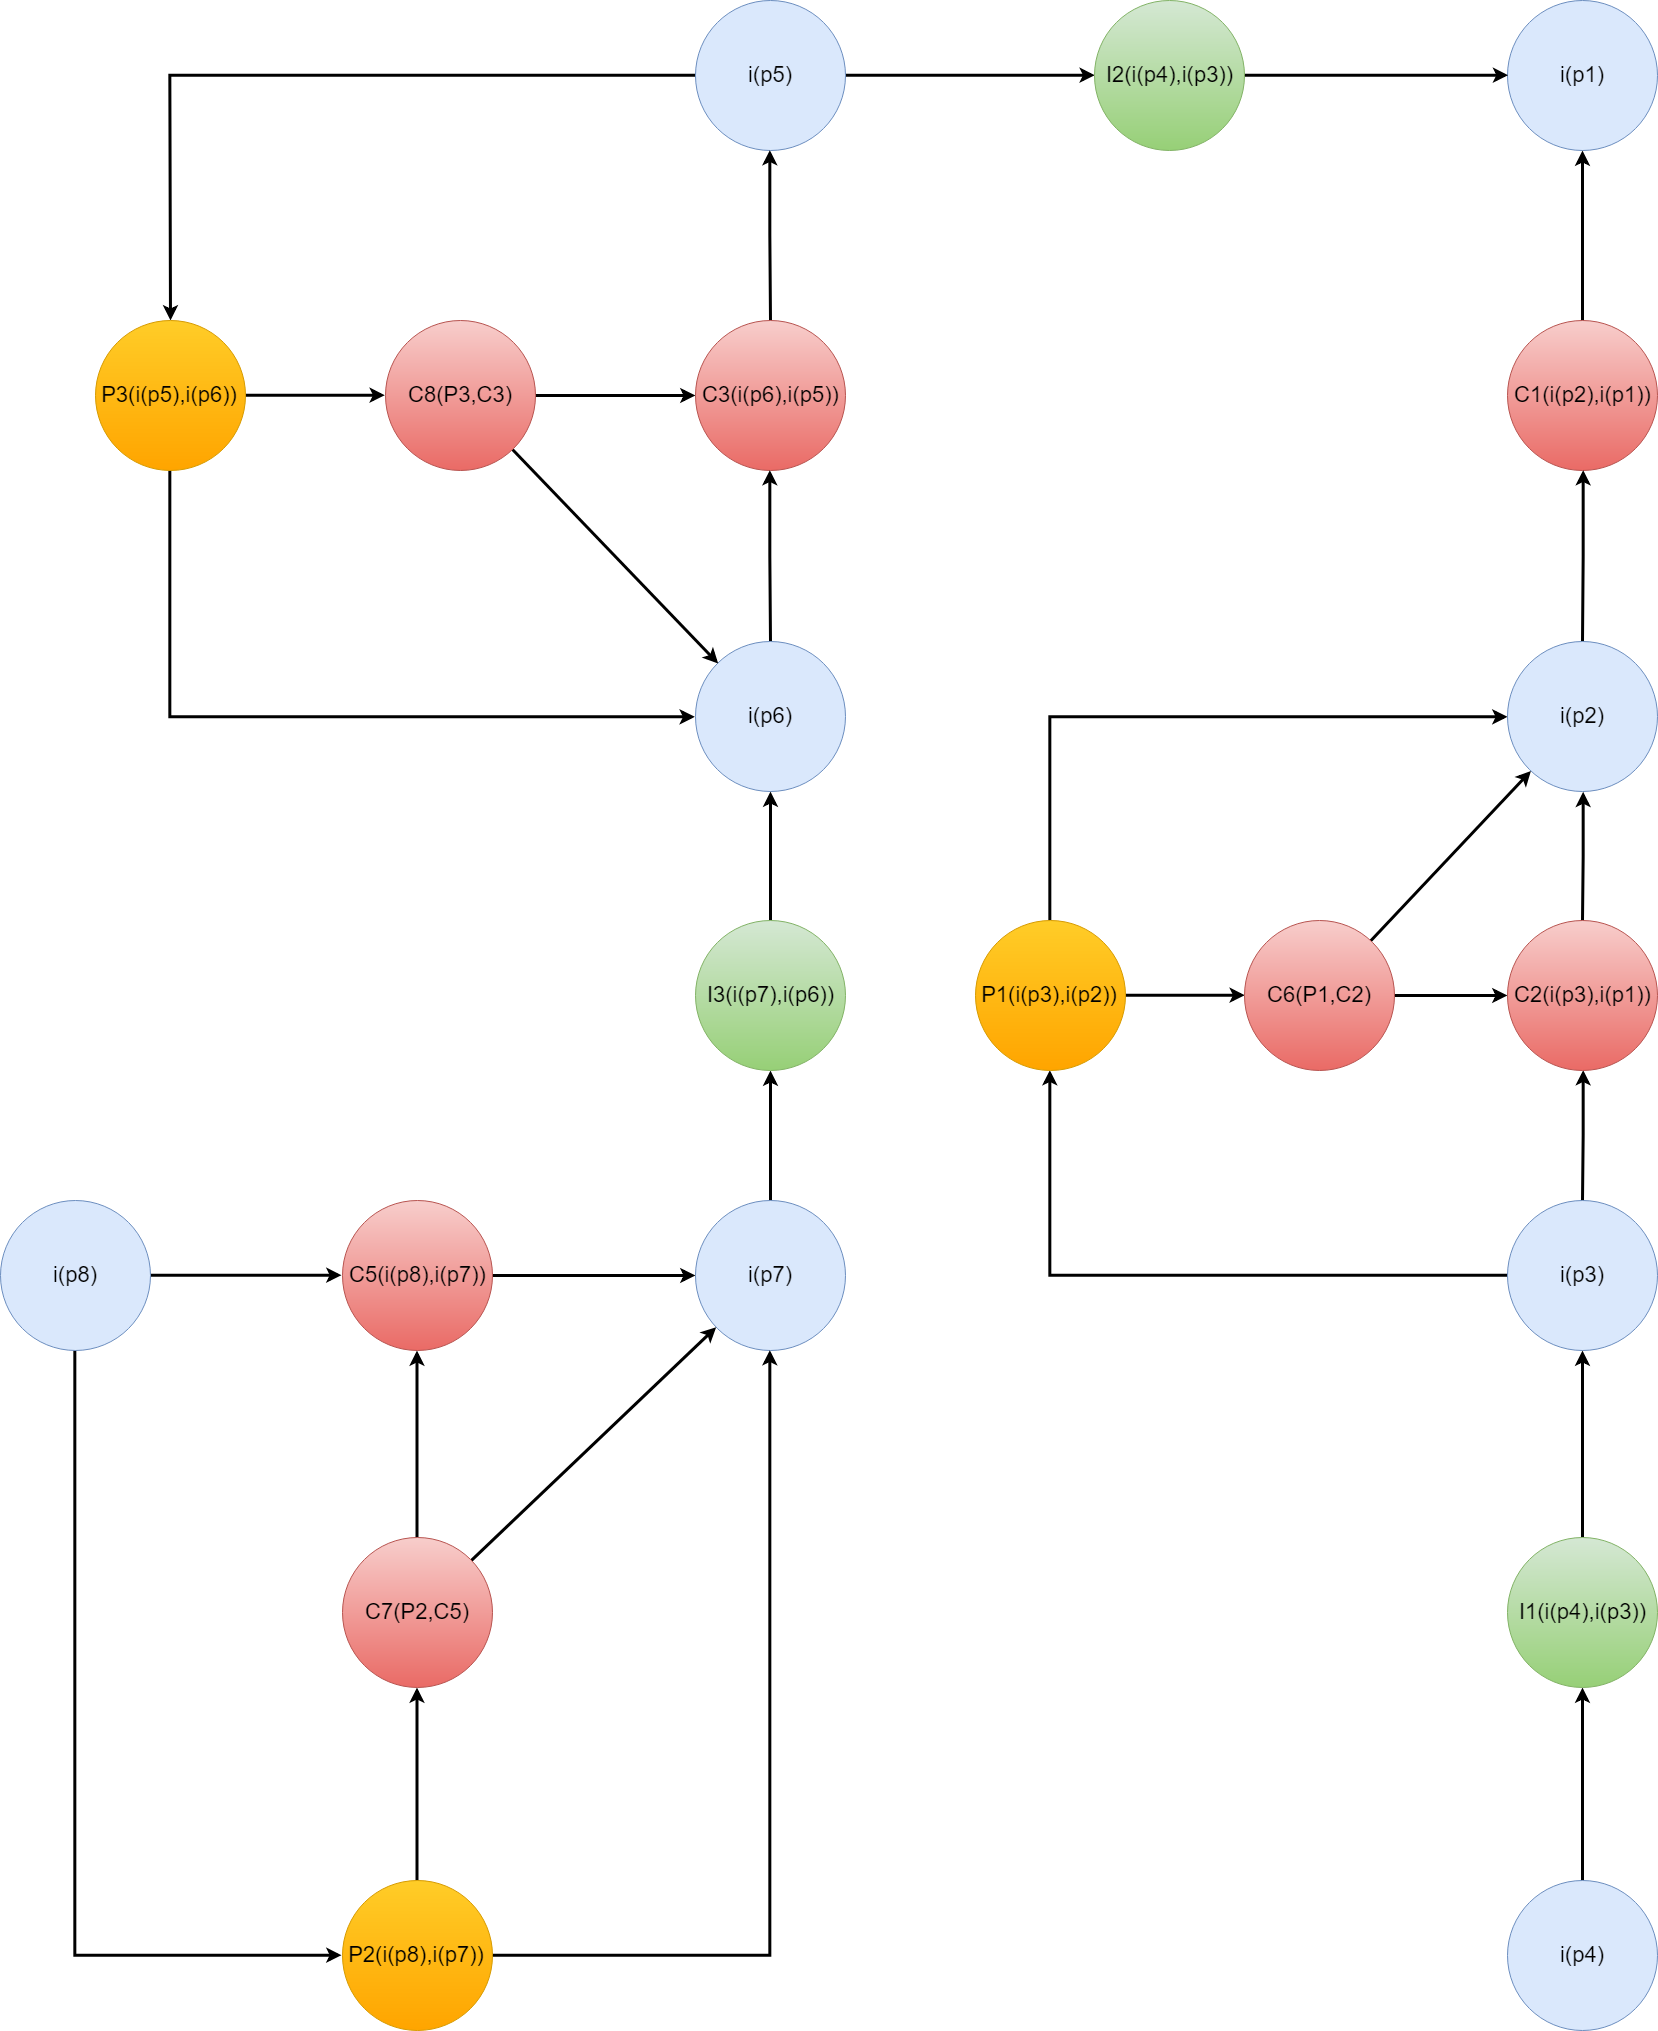 i(p5)
I2(i(p4),i(p3))
i(p1)
P3(i(p5),i(p6))
C8(P3,C3)
C3(i(p6),i(p5))
C1(i(p2),i(p1))
i(p6)
i(p2)
I3(i(p7),i(p6))
P1(i(p3),i(p2))
C6(P1,C2)
C2(i(p3),i(p1))
i(p8)
C5(i(p8),i(p7))
i(p7)
i(p3)
C7(P2,C5)
I1(i(p4),i(p3))
P2(i(p8),i(p7))
i(p4)